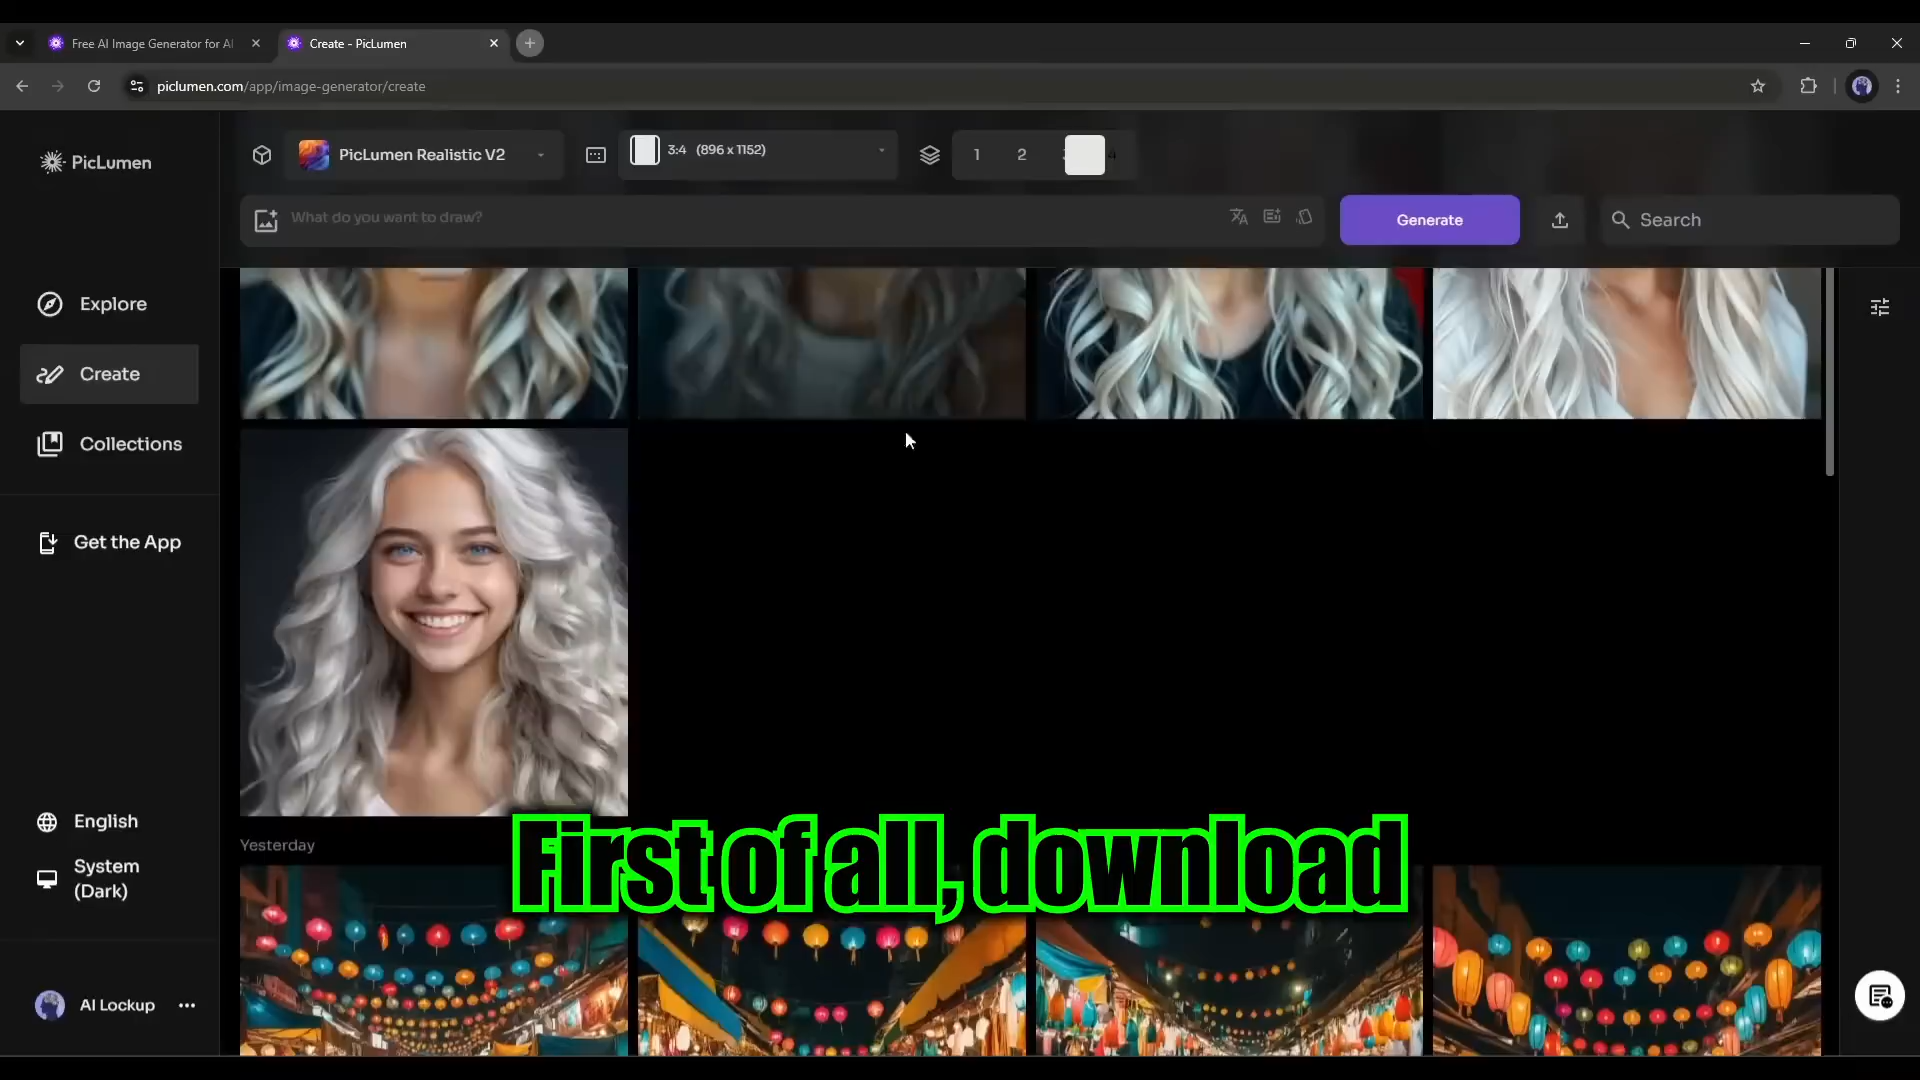 Free AI Image Generator for AI
Create - PicLumen
piclumen.com/app/image-generator/create
PicLumen
PicLumen Realistic V2
3:4 (896 x 1152)
1
2
4
What do you want to draw?
Generate
Search
Explore
Create
Collections
Get the App
English
System
(Dark)
AI Lockup
Yesterday
First of all, download